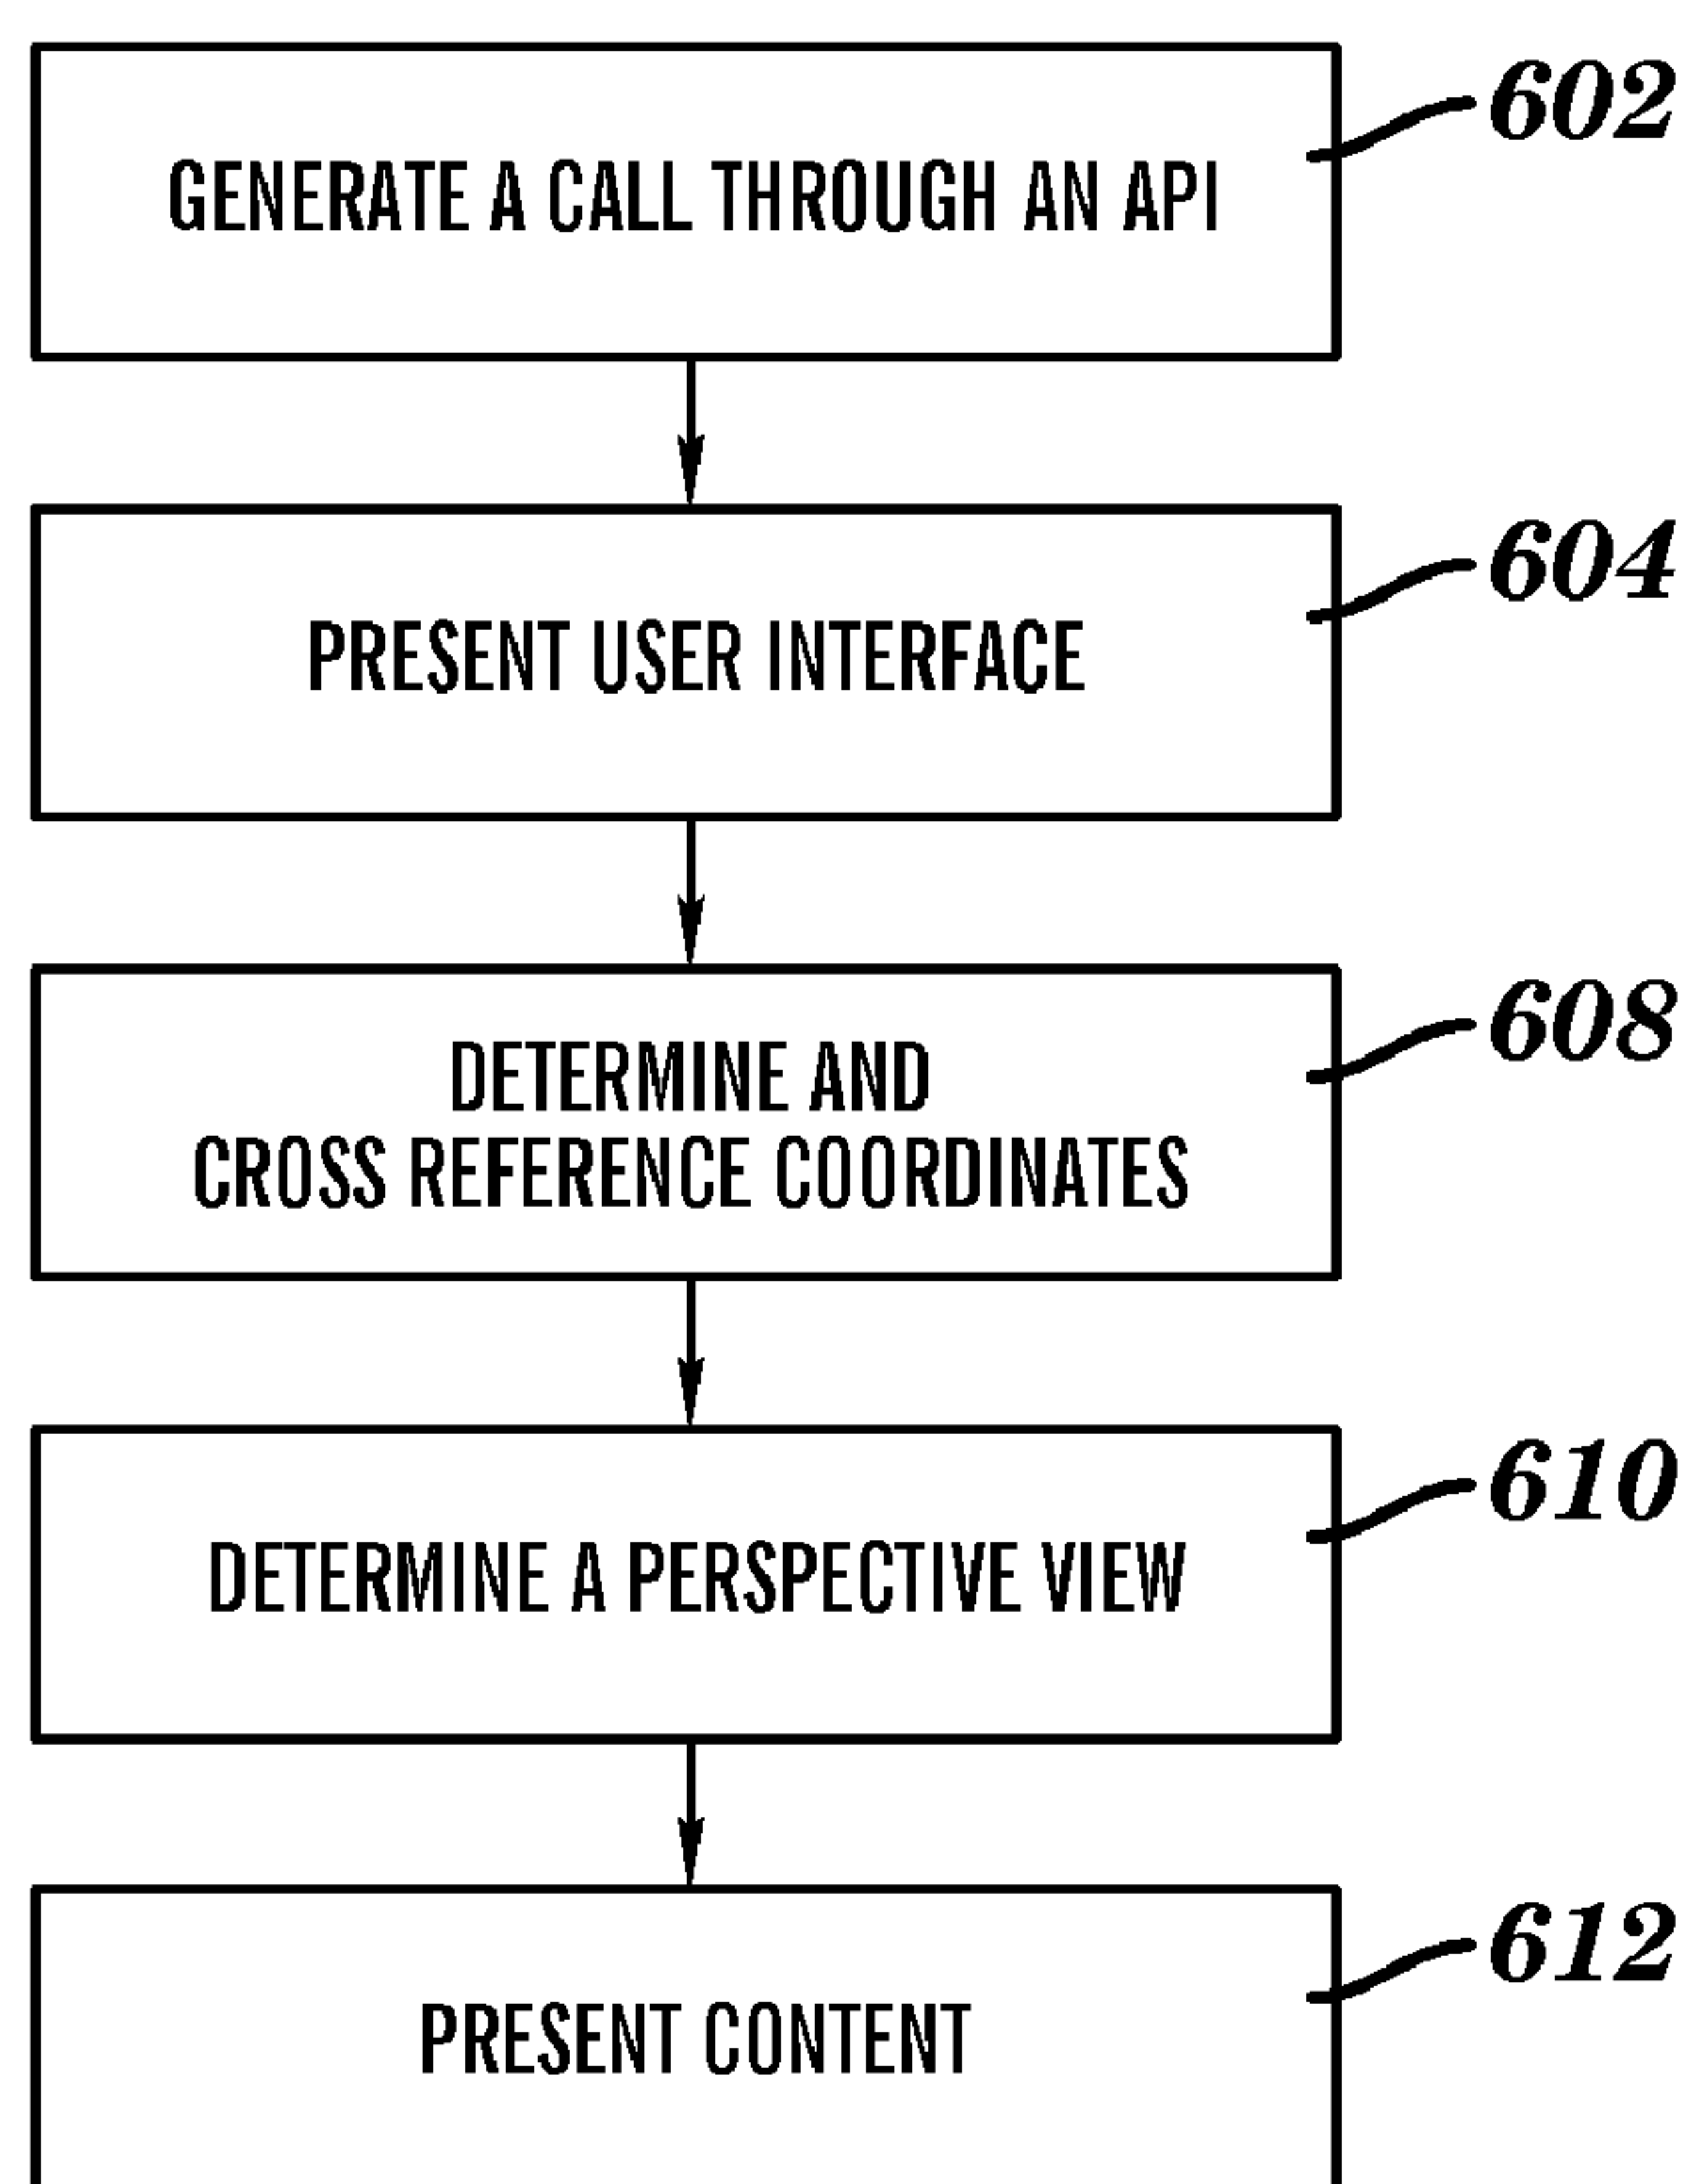 GENERATE A CALL THROUGH AN API
602
PRESENT USER INTERFACE
604
DETERMINE AND
CROSS REFERENCE COORDINATES
608
DETERMINE A PERSPECTIVE VIEW
610
PRESENT CONTENT
612